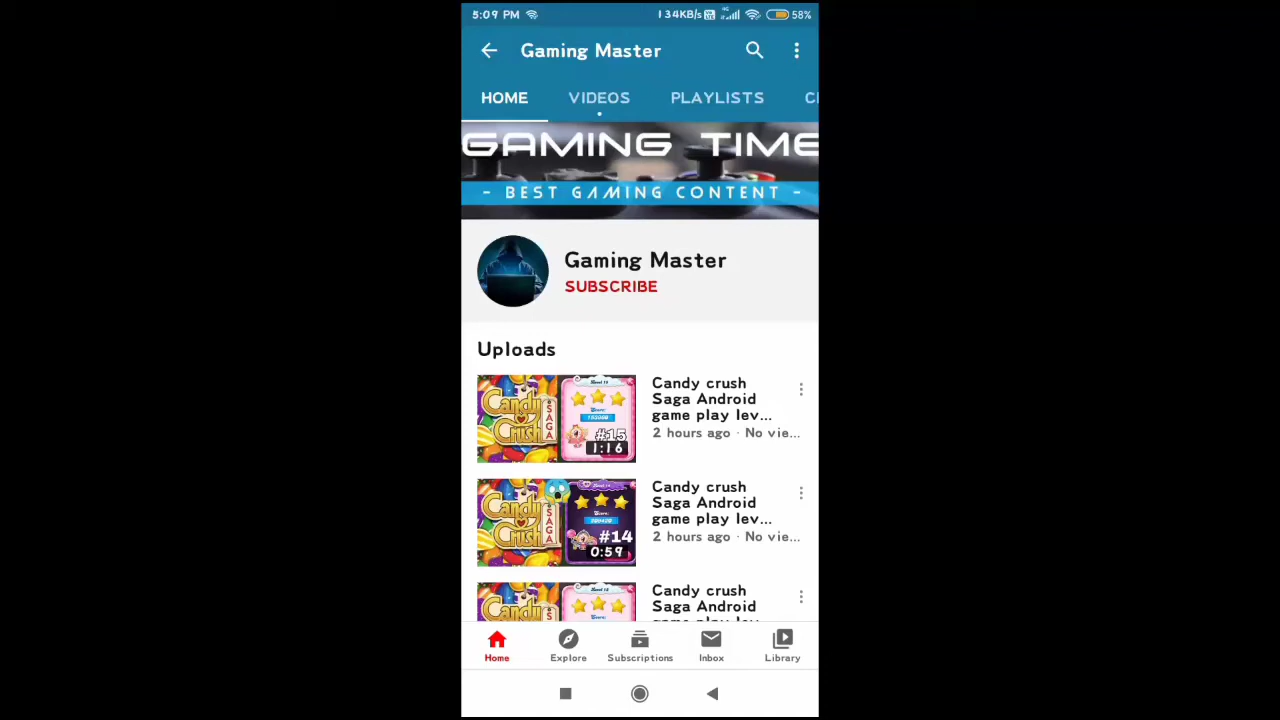 5:09 PM
134KB/s
4G
58%
Gaming Master
HOME
VIDEOS
PLAYLISTS
GAMING TIME
- BEST GAMING CONTENT -
Gaming Master
SUBSCRIBE
Uploads
Candy Crush
SAGA
#15
1:16
Candy crush
Saga Android
game play lev...
2 hours ago · No vie...
Candy Crush
SAGA
#14
0:59
Candy crush
Saga Android
game play lev...
2 hours ago · No vie...
Candy
Candy crush
Saga Android
Home
Explore
Subscriptions
Inbox
Library